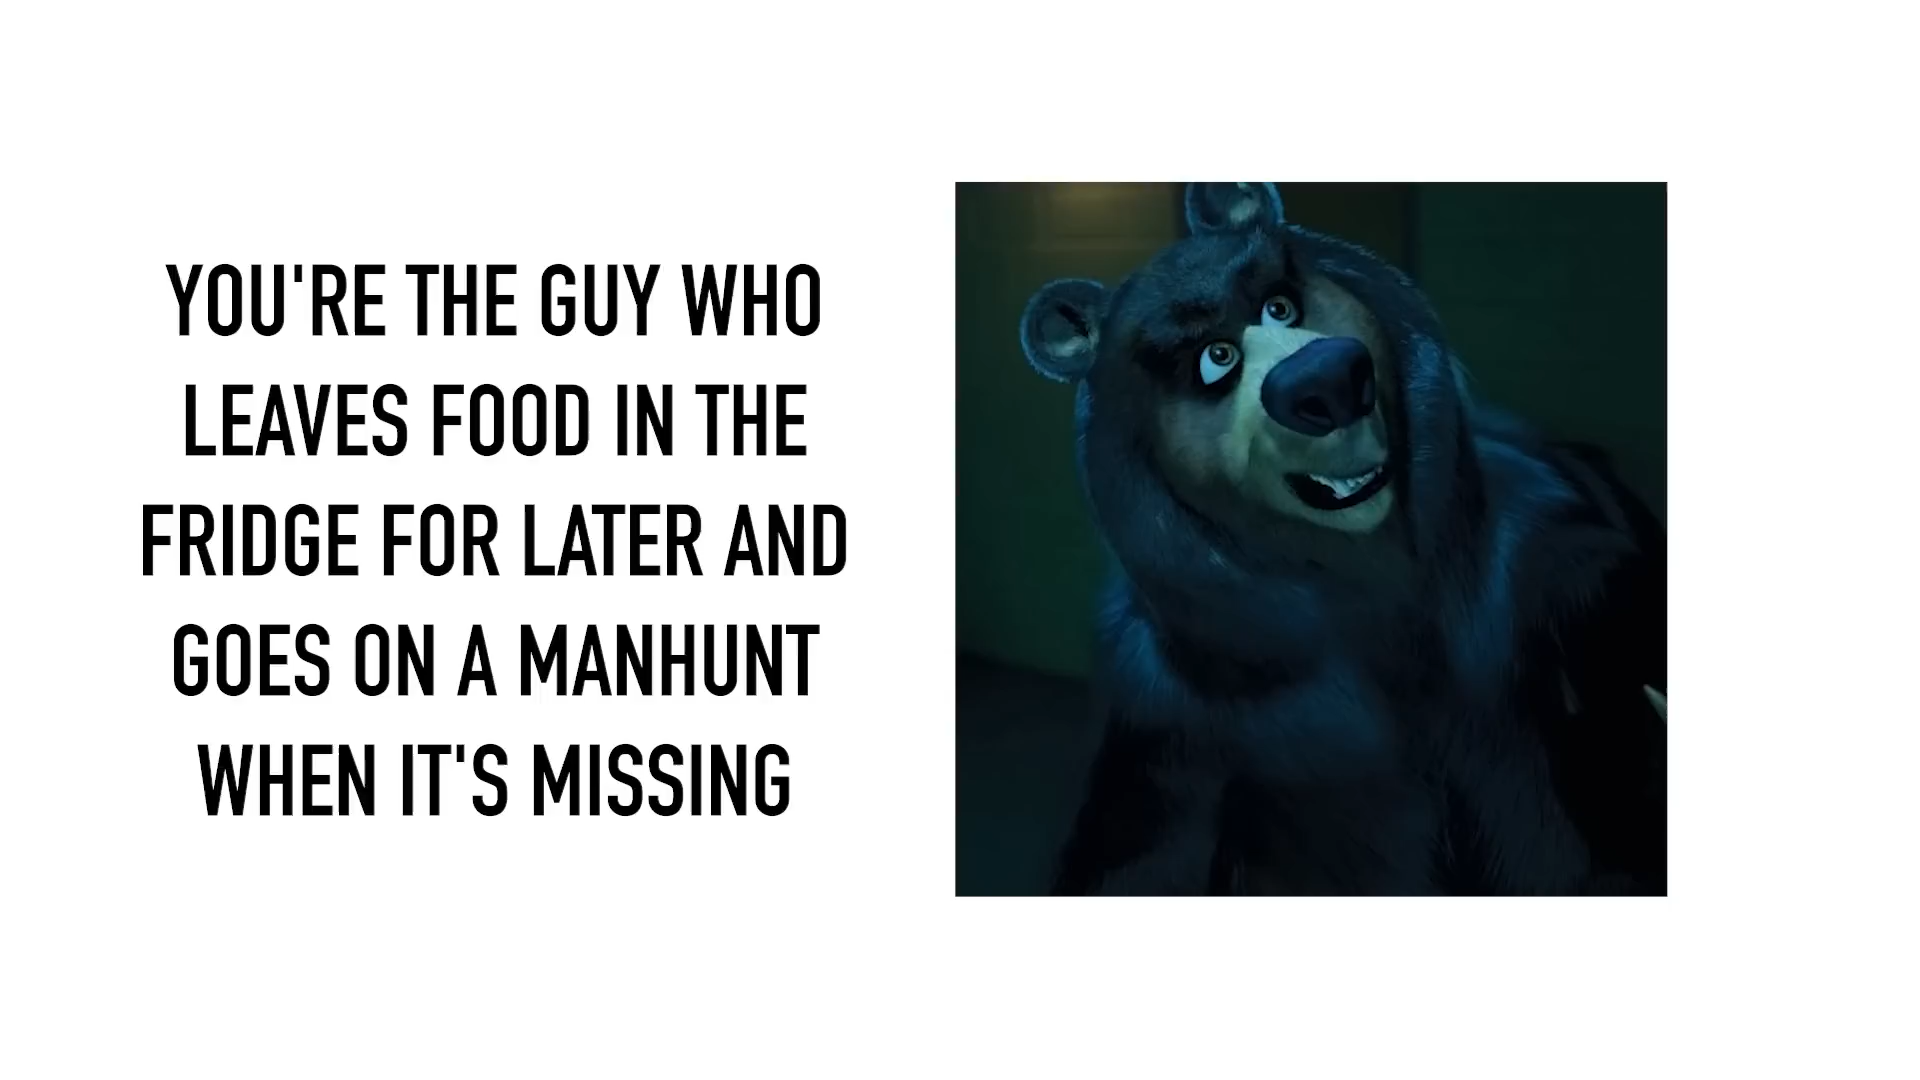 YOU'RE THE GUY WHO
LEAVES FOOD IN THE
FRIDGE FOR LATER AND
GOES ON A MANHUNT
WHEN IT'S MISSING